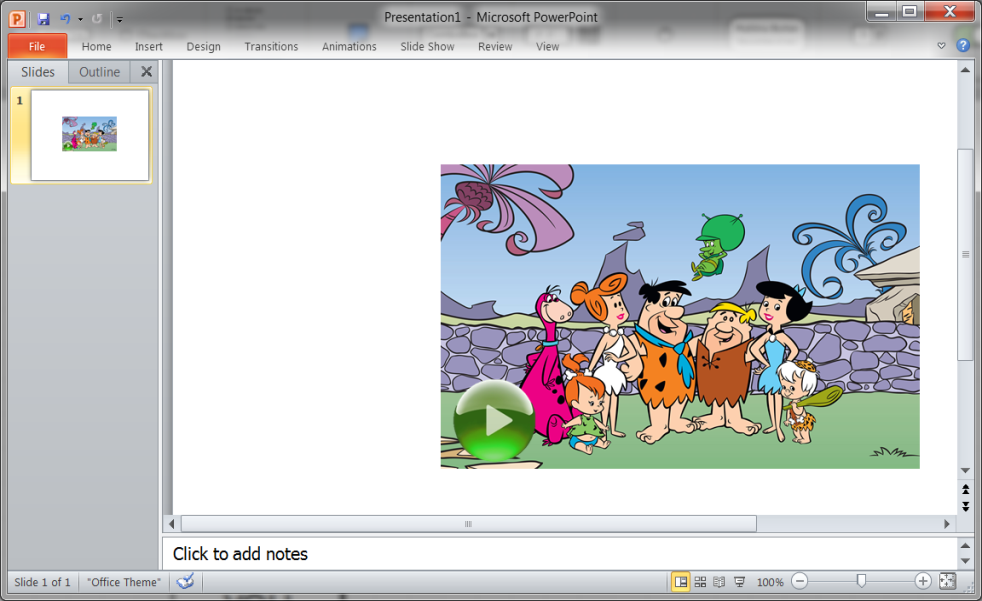 Presentation1 - Microsoft PowerPoint
File Home Insert Design Transitions Animations Slide Show Review View
Slides Outline
1
Click to add notes
Slide 1 of 1 "Office Theme" 100%